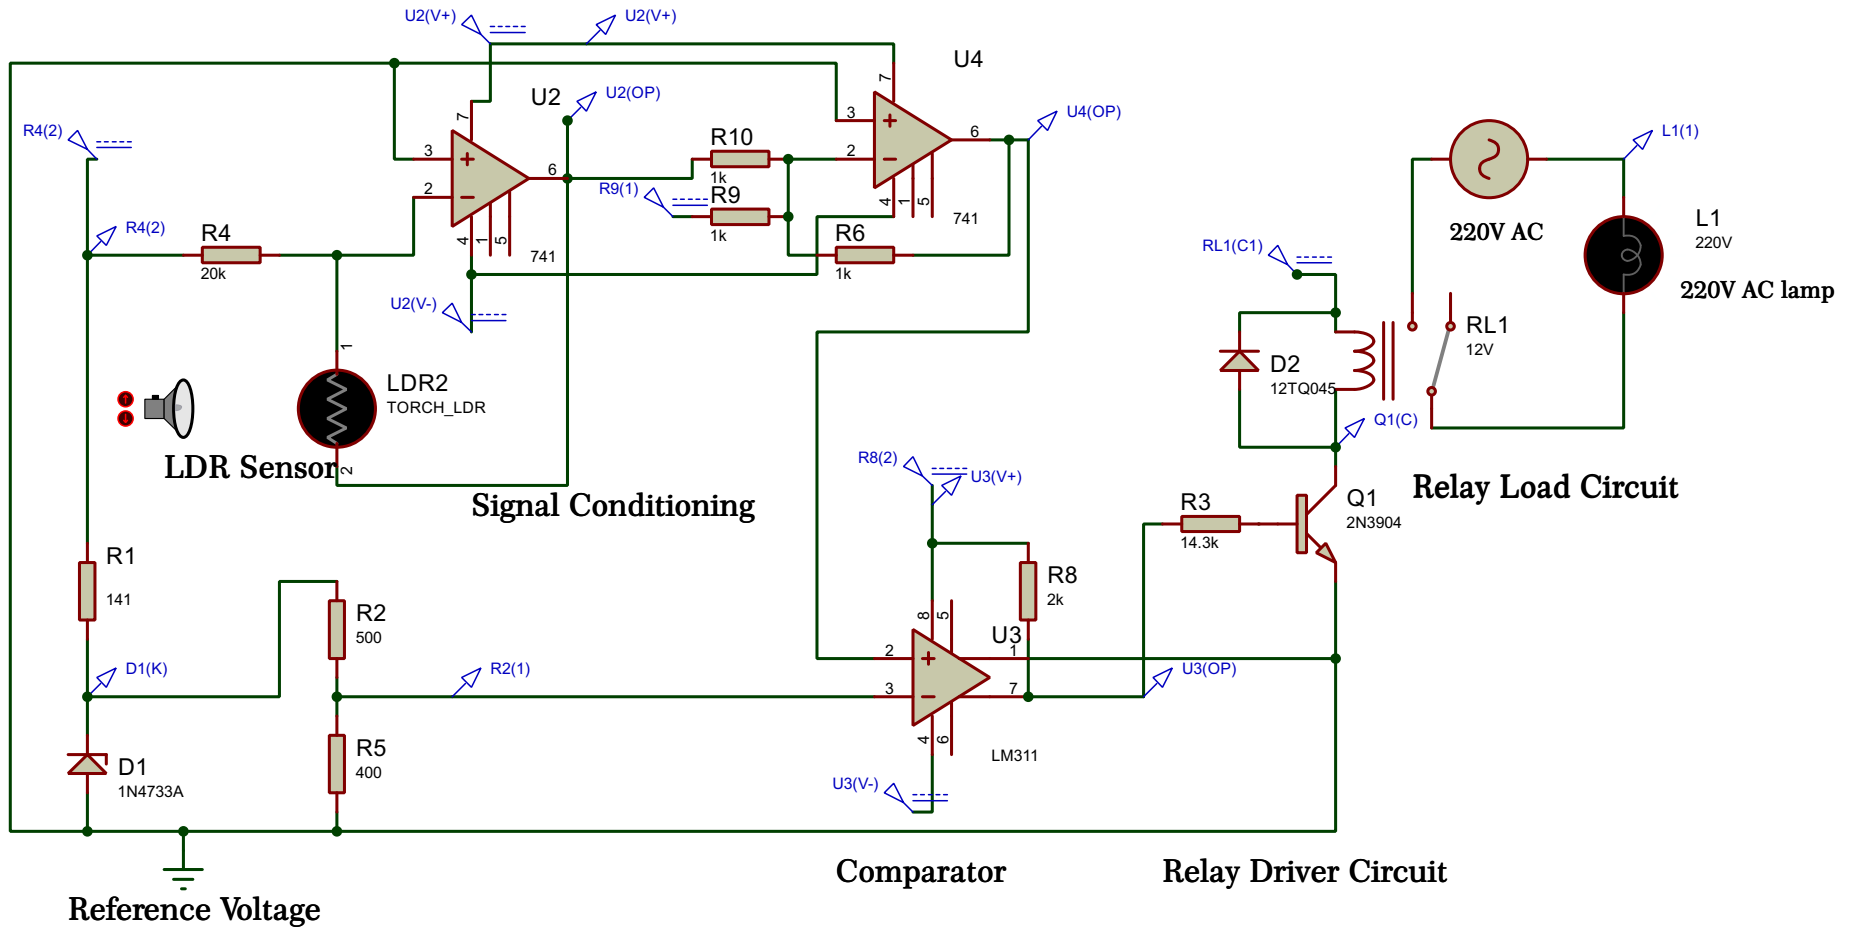 U2(V+)
U2(V+)
U4
7
U2
U2(OP)
7
3
U4(OP)
R4(2)
R10
6
L1(1)
3
2
6
1k
R9(1)
R9
2
4
1
5
741
L1
R4(2)
R4
4
1
5
1k
R6
220V AC
220V
741
RL1(C1)
20k
1k
U2(V-)
220V AC lamp
RL1
1
12V
D2
LDR2
12TQ045
TORCH_LDR
Q1(C)
LDR Sensor
2
R8(2)
U3(V+)
Relay Load Circuit
Signal Conditioning
R3
Q1
2N3904
14.3k
R1
R8
141
2k
R2
8
5
500
U3
2
1
D1(K)
R2(1)
U3(OP)
3
7
R5
4
6
LM311
D1
400
1N4733A
U3(V-)
Comparator
Relay Driver Circuit
Reference Voltage